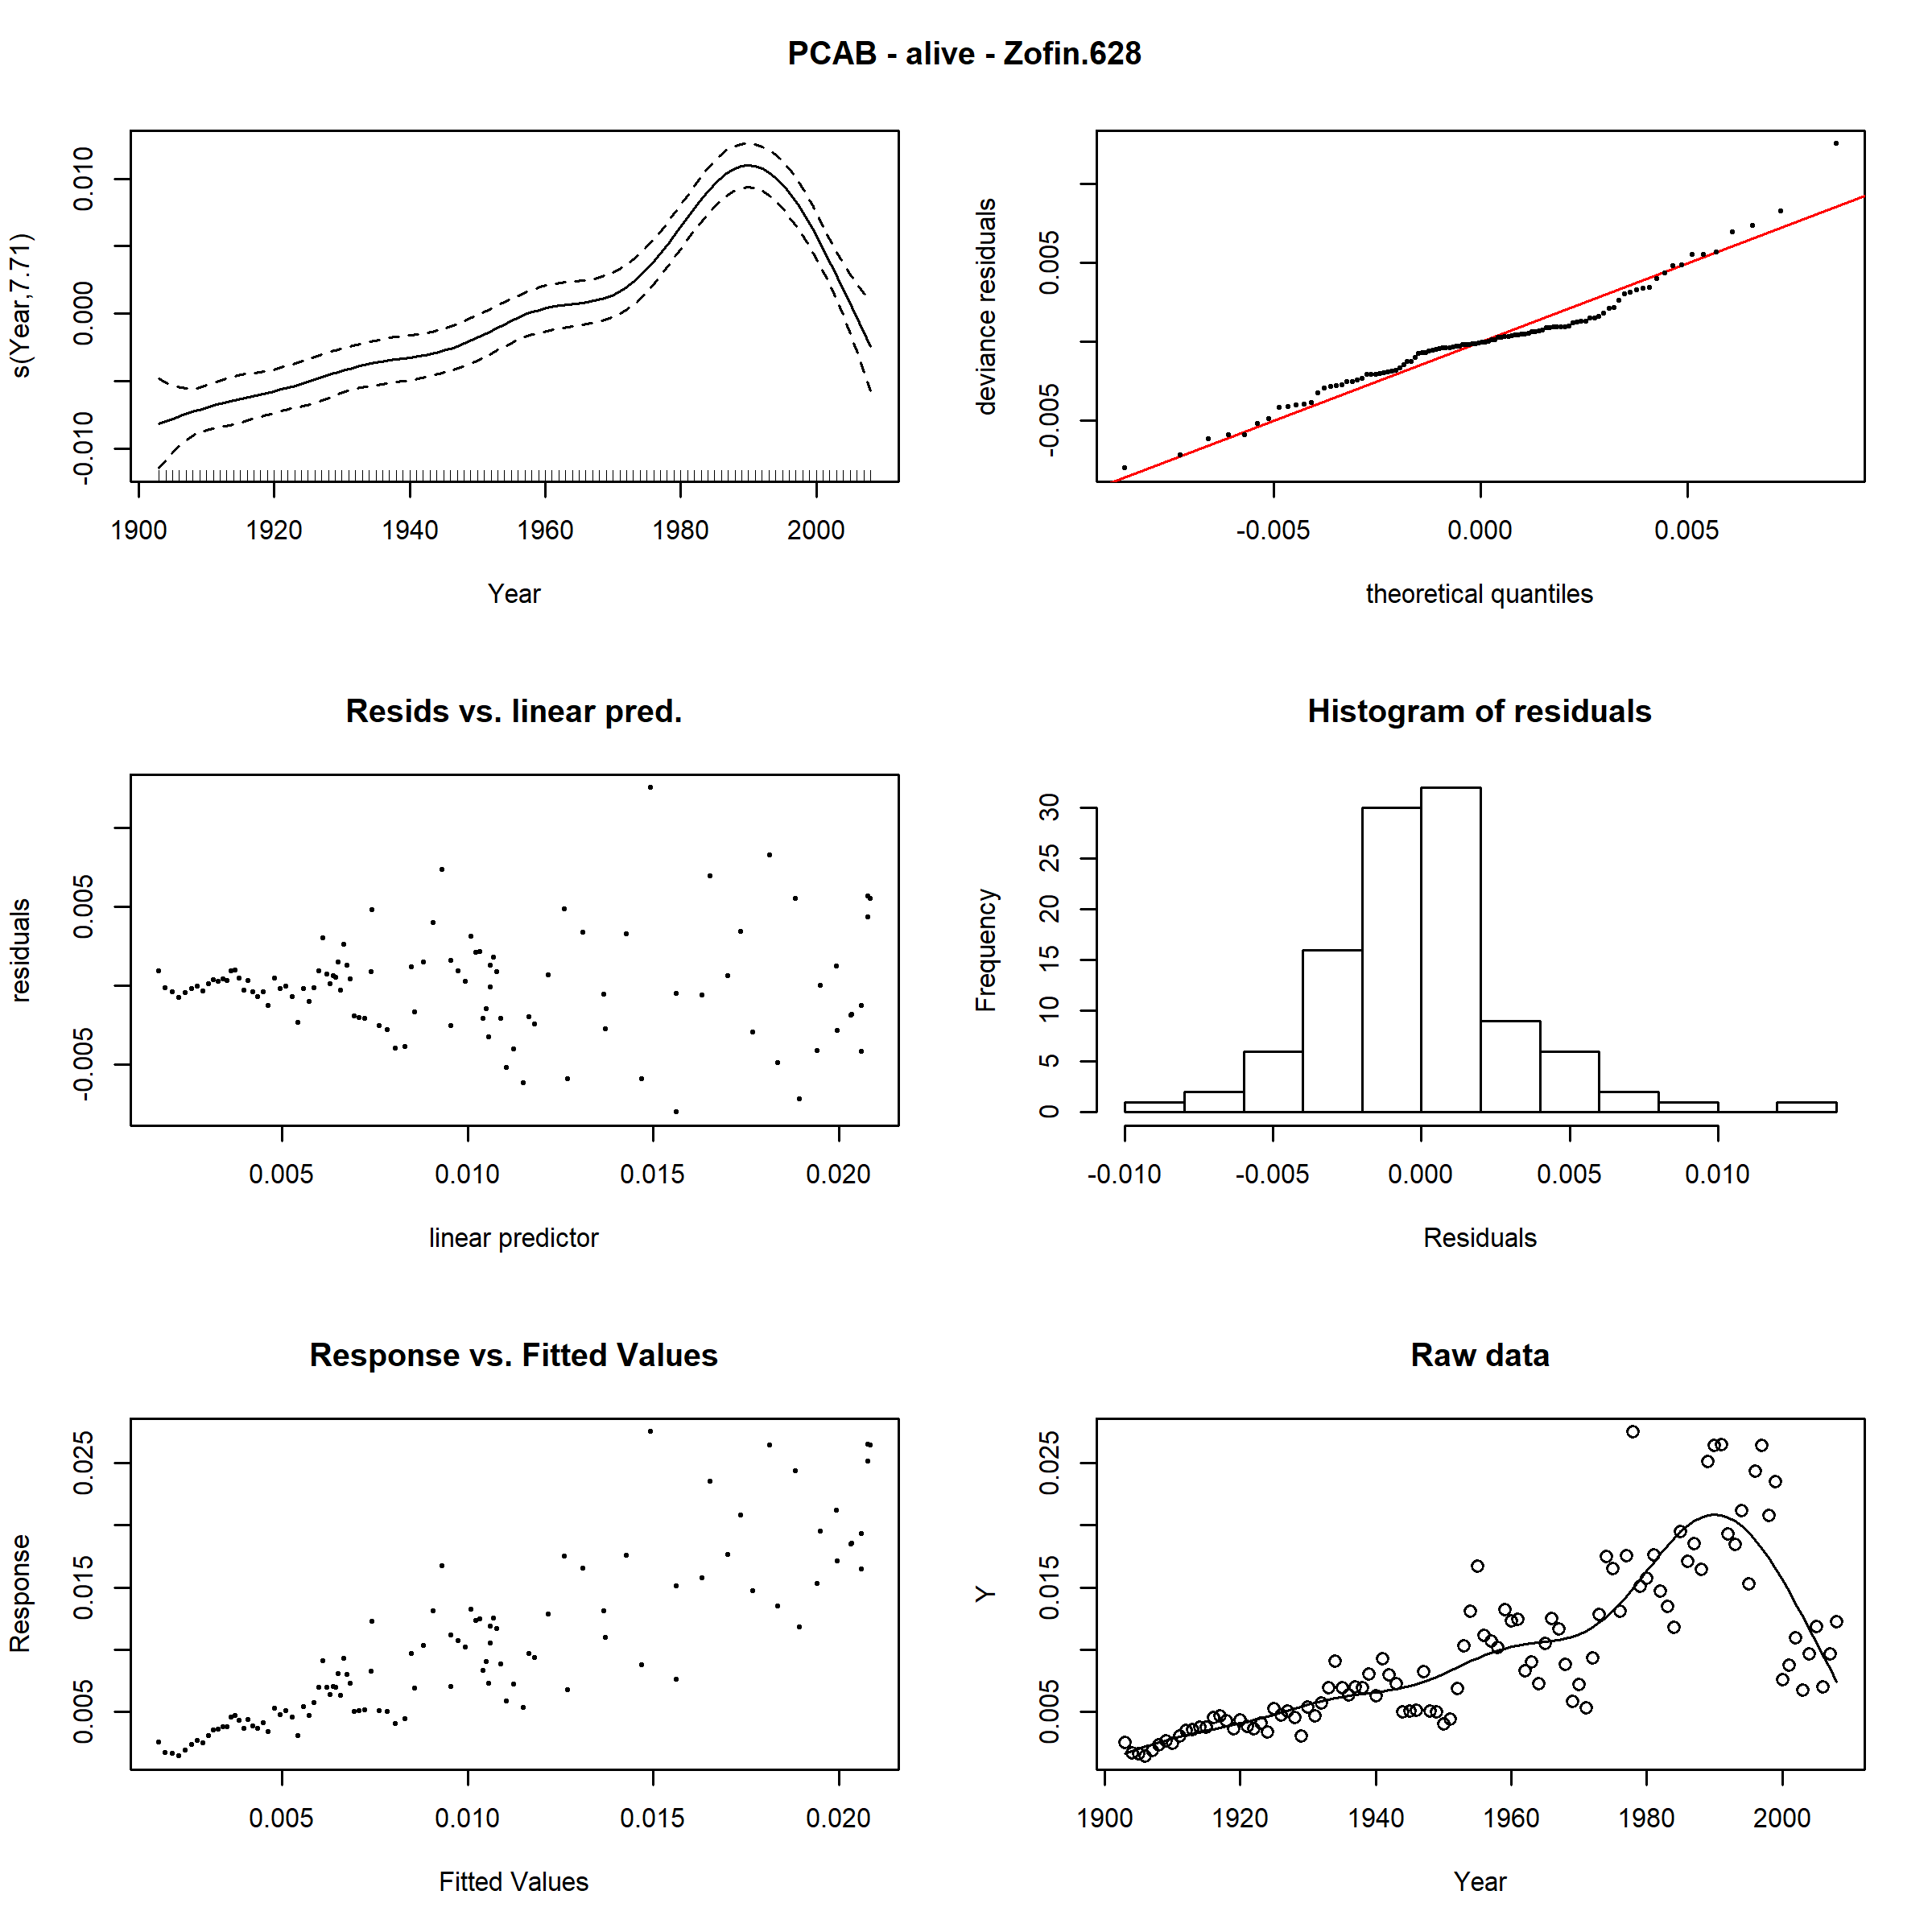 PCAB - alive - Zofin.628
s(Year,7.71)
-0.010 0.000 0.010
1900 1920 1940 1960 1980 2000
Year
deviance residuals
-0.005 0.005
-0.005 0.000 0.005
theoretical quantiles
Resids vs. linear pred.
residuals
-0.005 0.005
0.005 0.010 0.015 0.020
linear predictor
Histogram of residuals
Frequency
0 5 10 15 20 25 30
-0.010 -0.005 0.000 0.005 0.010
Residuals
Response vs. Fitted Values
Response
0.005 0.015 0.025
0.005 0.010 0.015 0.020
Fitted Values
Raw data
Y
0.005 0.015 0.025
1900 1920 1940 1960 1980 2000
Year